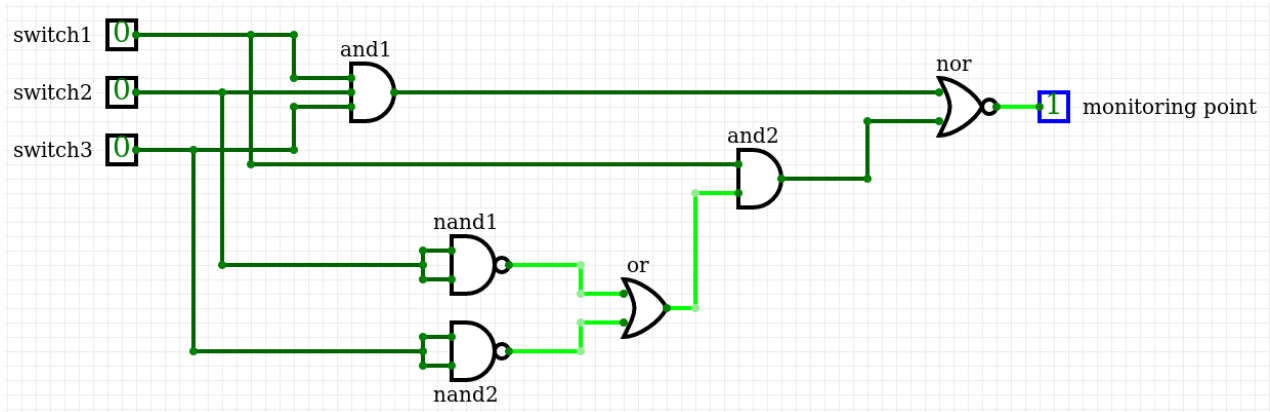 switch1 0
and1
switch2 0
nor
1 monitoring point
switch3 0
and2
nand1
or
nand2